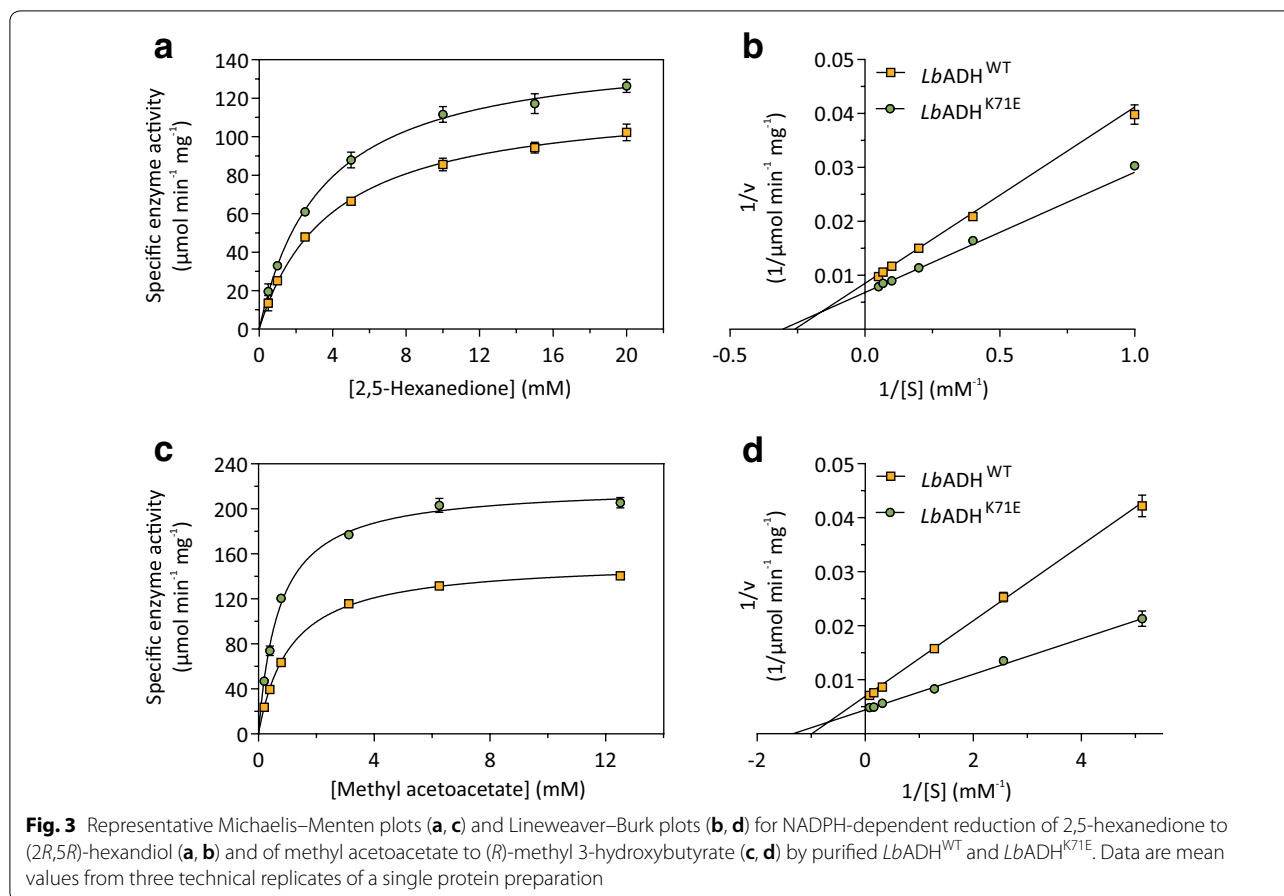 a
Specific enzyme activity
(µmol min⁻¹ mg⁻¹)
140
120
100
80
60
40
20
0
0
4
8
12
16
20
[2,5-Hexanedione] (mM)
b
1/v
(1/µmol min⁻¹ mg⁻¹)
0.05
0.04
0.03
0.02
0.01
LbADH^WT
LbADH^K71E
-0.5
0.0
0.5
1.0
1/[S] (mM⁻¹)
c
Specific enzyme activity
(µmol min⁻¹ mg⁻¹)
240
200
160
120
80
40
0
0
4
8
12
[Methyl acetoacetate] (mM)
d
1/v
(1/µmol min⁻¹ mg⁻¹)
0.05
0.04
0.03
0.02
0.01
LbADH^WT
LbADH^K71E
-2
0
2
4
1/[S] (mM⁻¹)
Fig. 3 Representative Michaelis–Menten plots (a, c) and Lineweaver–Burk plots (b, d) for NADPH-dependent reduction of 2,5-hexanedione to
(2R,5R)-hexandiol (a, b) and of methyl acetoacetate to (R)-methyl 3-hydroxybutyrate (c, d) by purified LbADH^WT and LbADH^K71E. Data are mean
values from three technical replicates of a single protein preparation